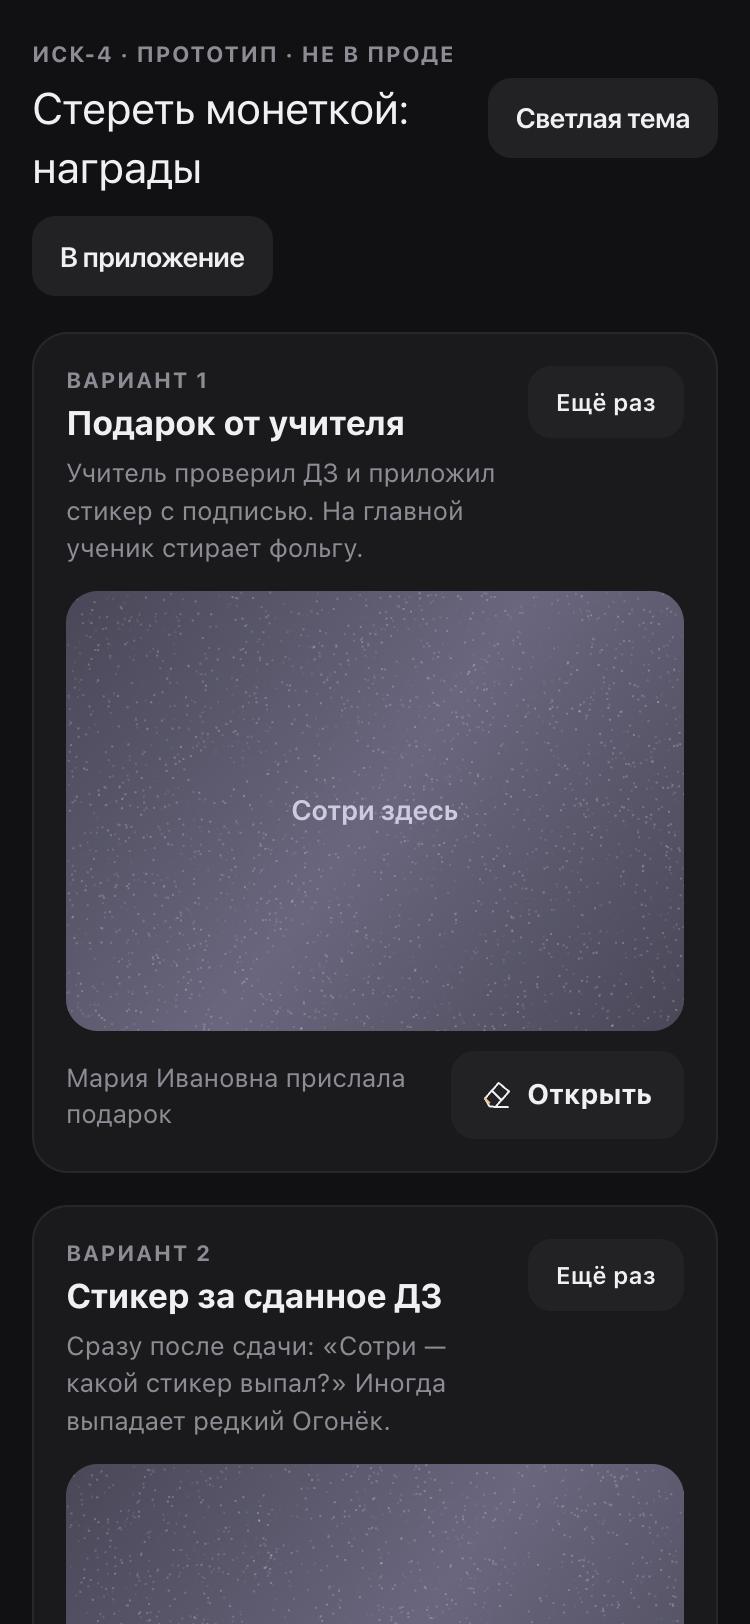 ИСК-4 · ПРОТОТИП · НЕ В ПРОДЕ
Стереть монеткой:
награды
Светлая тема
В приложение
ВАРИАНТ 1
Подарок от учителя
Ещё раз
Учитель проверил ДЗ и приложил
стикер с подписью. На главной
ученик стирает фольгу.
Сотри здесь
Мария Ивановна прислала
подарок
Открыть
ВАРИАНТ 2
Стикер за сданное ДЗ
Ещё раз
Сразу после сдачи: «Сотри —
какой стикер выпал?» Иногда
выпадает редкий Огонёк.